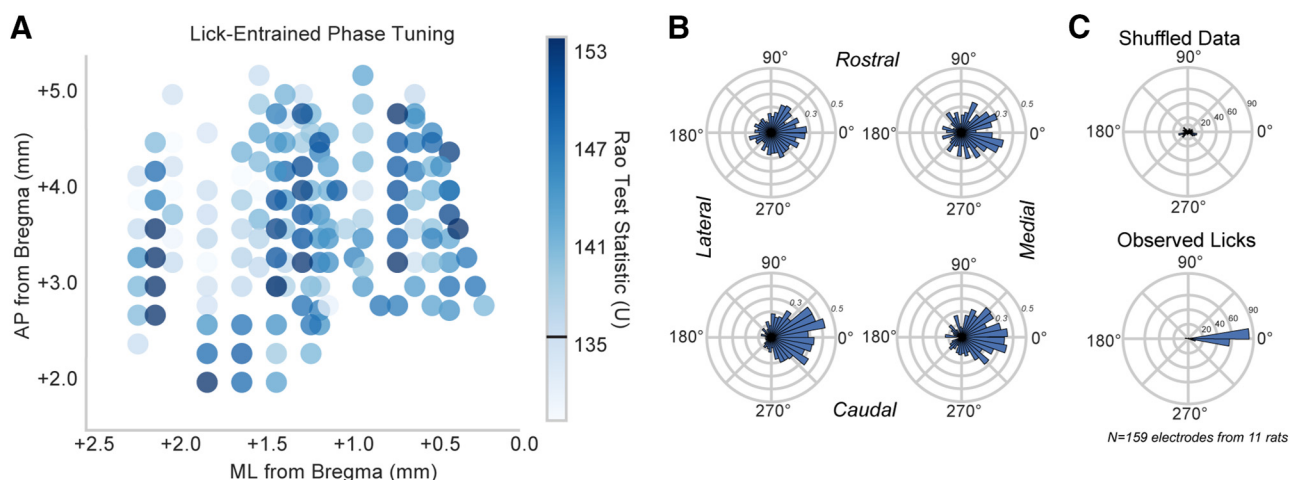 A
Lick-Entrained Phase Tuning
AP from Bregma (mm)
+5.0
+4.0
+3.0
+2.0
+2.5
+2.0
+1.5
+1.0
+0.5
0.0
ML from Bregma (mm)
153
147
141
135
Rao Test Statistic (U)
B
Rostral
Lateral
Medial
Caudal
90°
180°
0°
270°
0.3
0.5
90°
180°
0°
270°
0.3
0.5
90°
180°
0°
270°
0.3
0.5
90°
180°
0°
270°
0.3
0.5
C
Shuffled Data
90°
180°
0°
270°
20 40 60 90
Observed Licks
90°
180°
0°
270°
20 40 60 90
N=159 electrodes from 11 rats